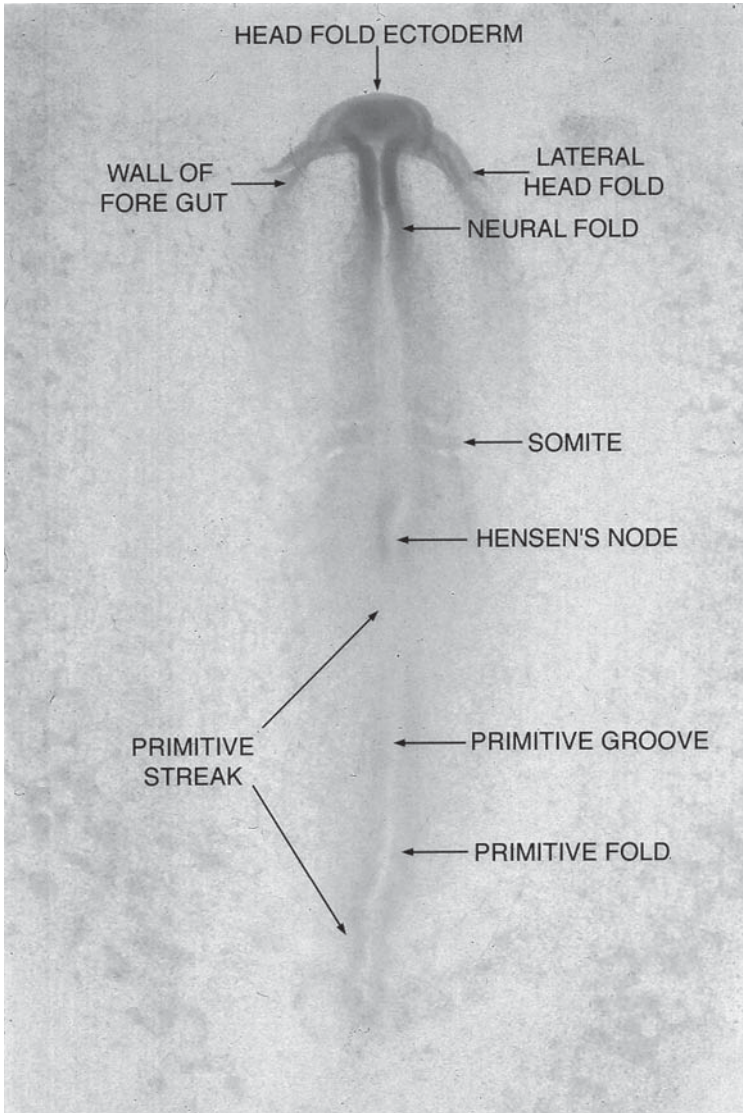 HEAD FOLD ECTODERM
WALL OF
FORE GUT
LATERAL
HEAD FOLD
NEURAL FOLD
SOMITE
HENSEN'S NODE
PRIMITIVE
STREAK
PRIMITIVE GROOVE
PRIMITIVE FOLD